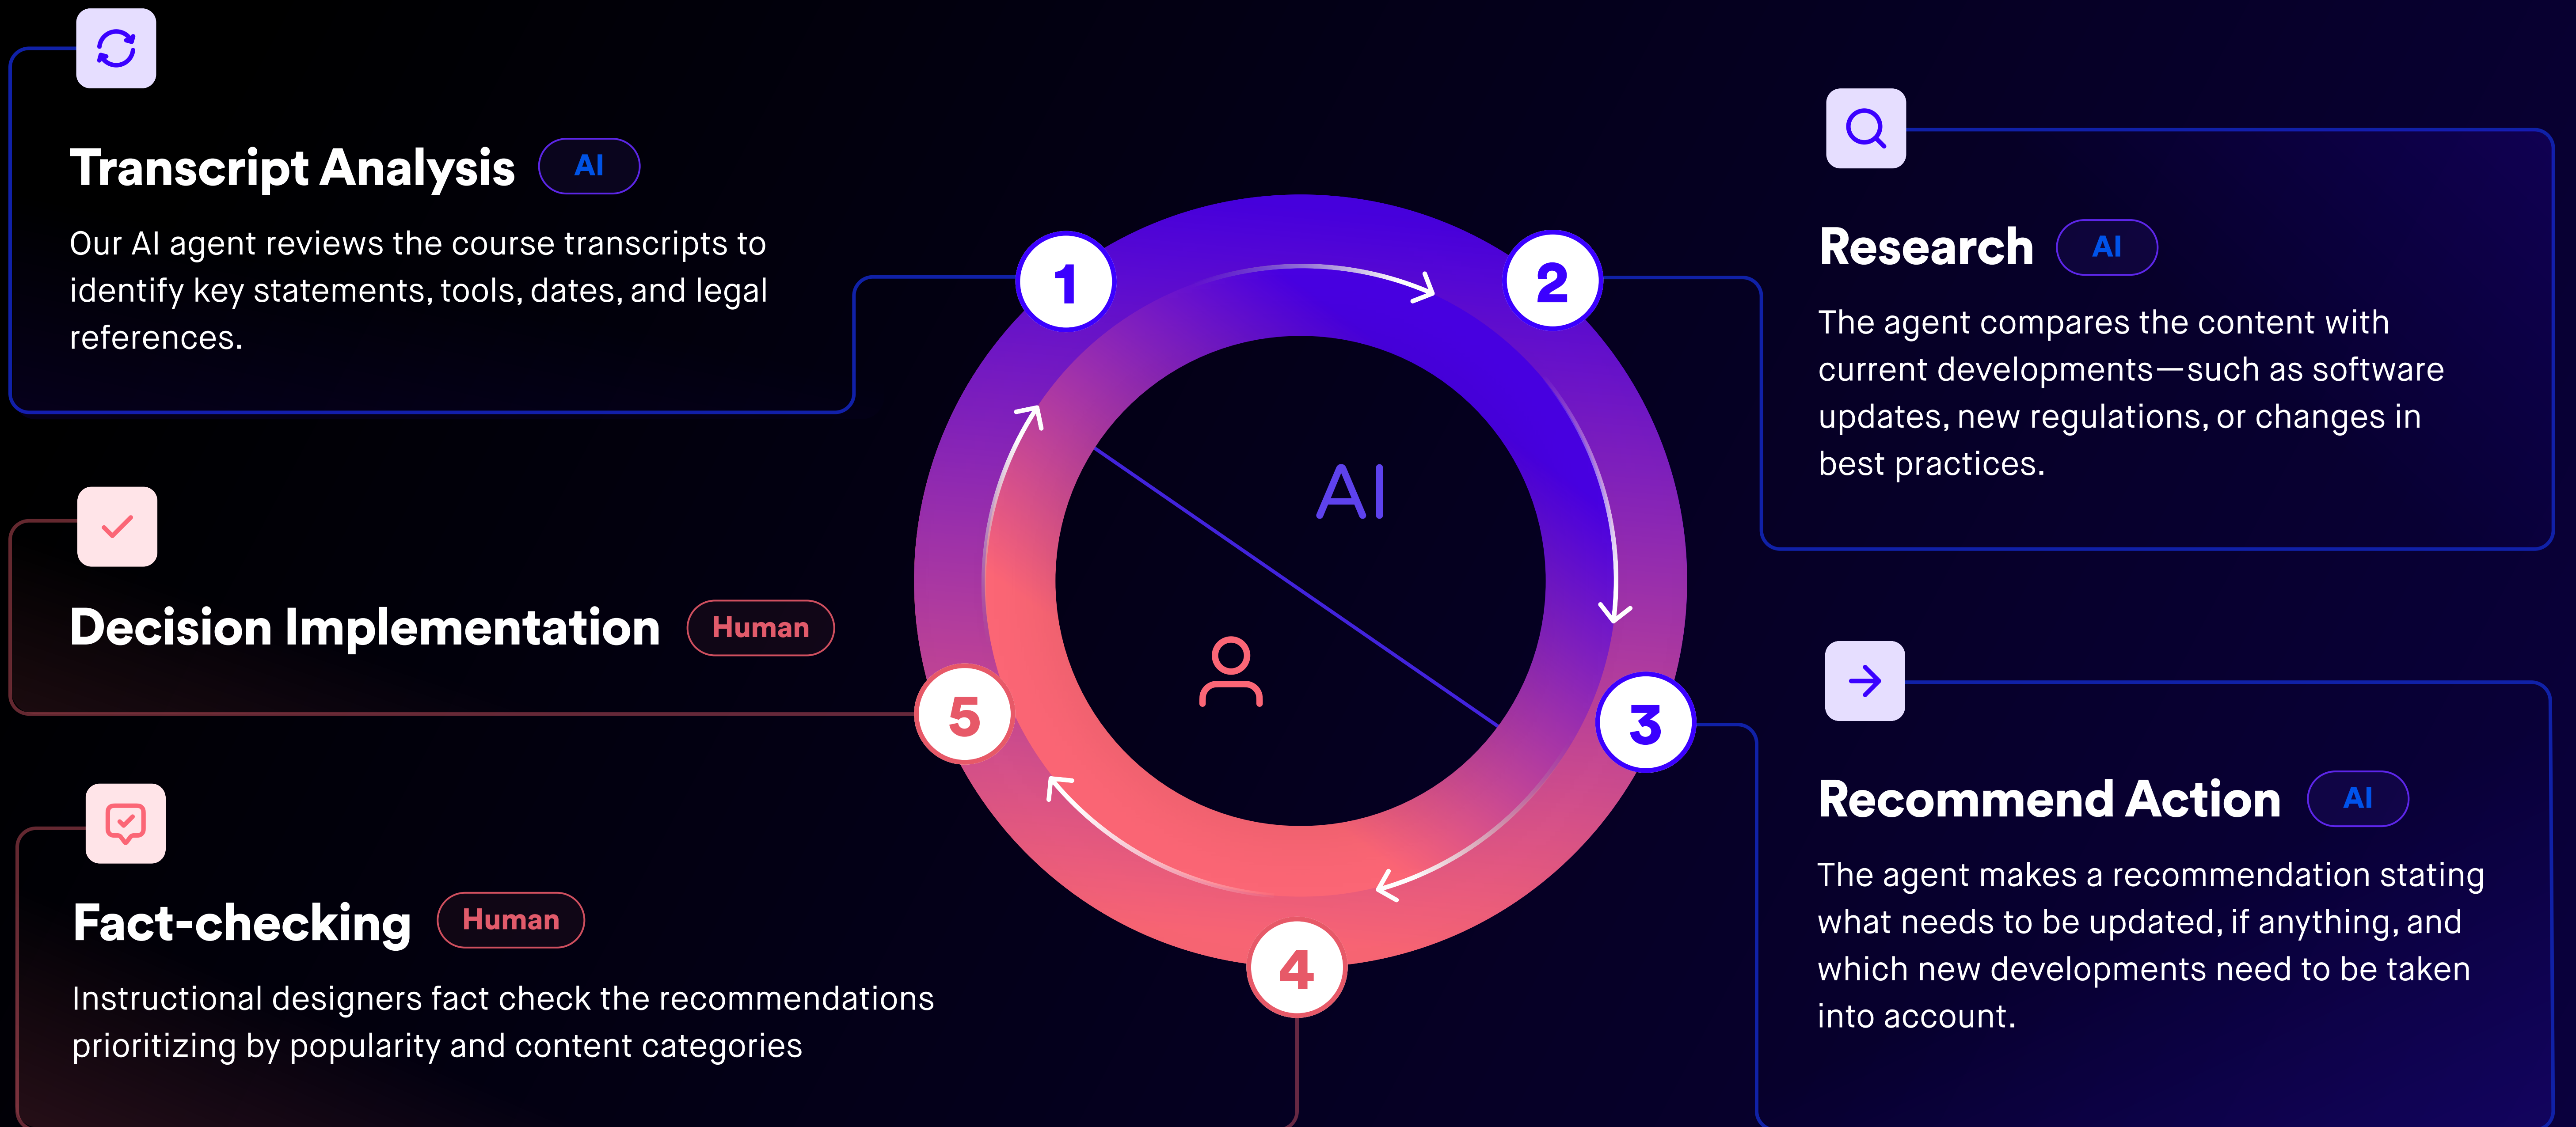 Transcript Analysis AI
Our AI agent reviews the course transcripts to
identify key statements, tools, dates, and legal
references.
1
2
Research AI
The agent compares the content with
current developments—such as software
updates, new regulations, or changes in
best practices.
AI
3
Recommend Action AI
The agent makes a recommendation stating
what needs to be updated, if anything, and
which new developments need to be taken
into account.
4
Fact-checking Human
Instructional designers fact check the recommendations
prioritizing by popularity and content categories
5
Decision Implementation Human